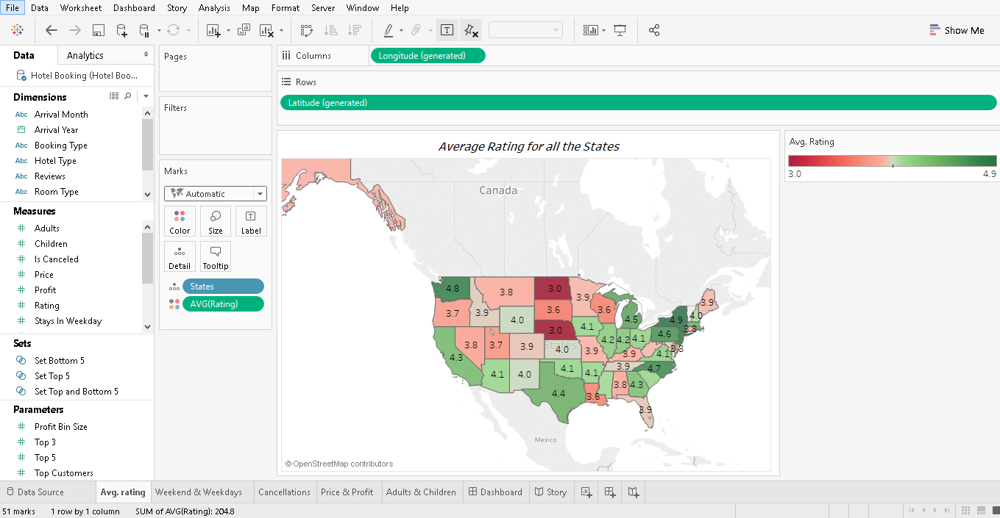 File Data Worksheet Dashboard Story Analysis Map Format Server Window Help
Show Me
Data Analytics
Hotel Booking (Hotel Boo...
Dimensions
Abc Arrival Month
Arrival Year
Abc Booking Type
Abc Hotel Type
Abc Reviews
Abc Room Type
Measures
Adults
Children
Is Canceled
Price
Profit
Rating
Stays In Weekday
Sets
Set Bottom 5
Set Top 5
Set Top and Bottom 5
Parameters
Profit Bin Size
Top 3
Top 5
Top Customers
Pages
Filters
Marks
Automatic
Color Size Label
Detail Tooltip
States
AVG(Rating)
Columns Longitude (generated)
Rows
Latitude (generated)
Average Rating for all the States
Canada
4.8 3.8 3.0 3.9 3.9
3.7 3.9 3.6 3.6 4.0
4.0 4.5 4.9
3.0 4.1 4.6 3.8
3.8 3.7 3.9 4.0 States 3.9 4.2 4.2 4.1 3.8
4.3 3.9 4.1
4.1 4.0 4.1 4.1 3.9 4.7
4.4 3.6 3.8 4.3
3.9
Mexico
© OpenStreetMap contributors
Avg. Rating
3.0 4.9
Data Source Avg. rating Weekend & Weekdays Cancellations Price & Profit Adults & Children Dashboard Story
51 marks 1 row by 1 column SUM of AVG(Rating): 204.8